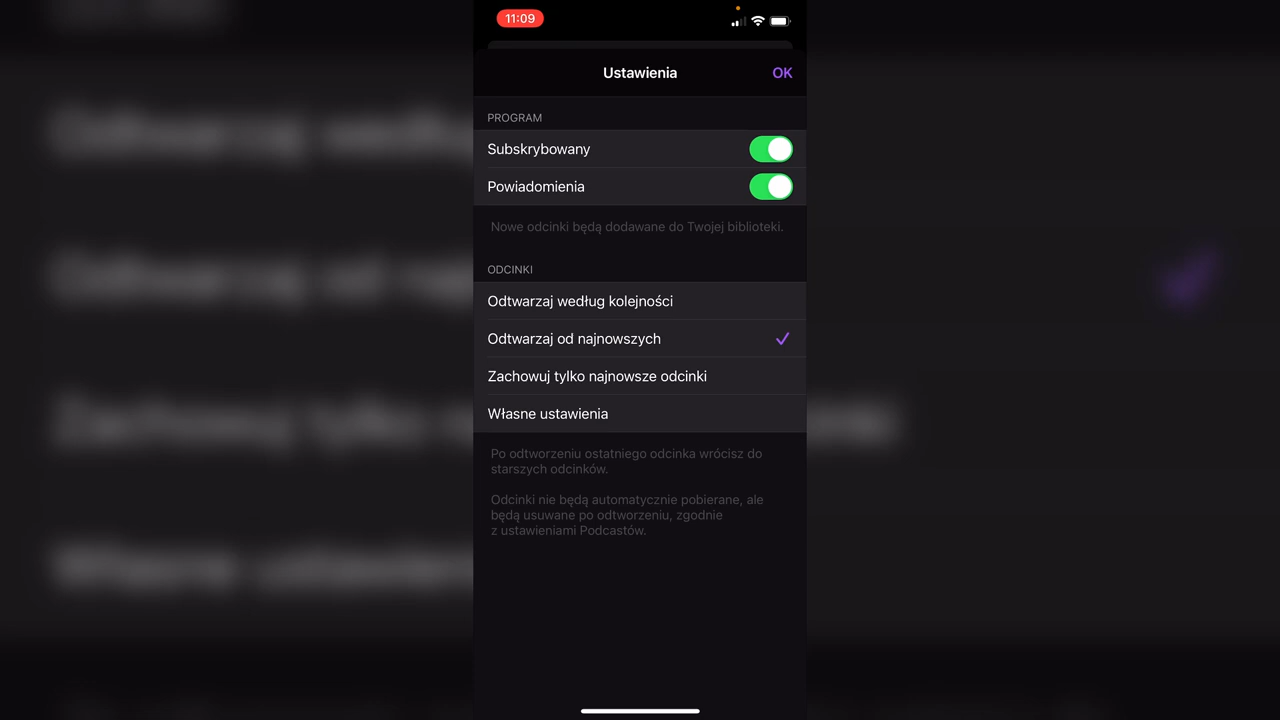 11:09
Ustawienia
OK
PROGRAM
Subskrybowany
Powiadomienia
Nowe odcinki będą dodawane do Twojej biblioteki.
ODCINKI
Odtwarzaj według kolejności
Odtwarzaj od najnowszych
Zachowuj tylko najnowsze odcinki
Własne ustawienia
Po odtworzeniu ostatniego odcinka wrócisz do
starszych odcinków.
Odcinki nie będą automatycznie pobierane, ale
będą usuwane po odtworzeniu, zgodnie
z ustawieniami Podcastów.